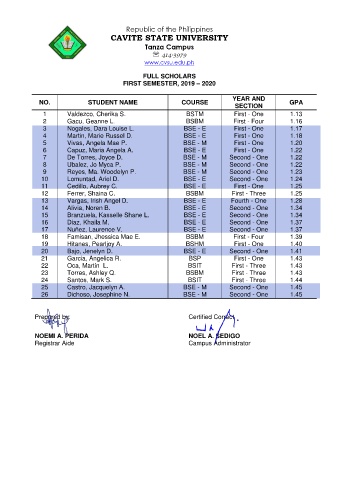 Republic of the Philippines
CAVITE STATE UNIVERSITY
Tanza Campus
☏ 414-3979
www.cvsu.edu.ph
FULL SCHOLARS
FIRST SEMESTER, 2019 – 2020
NO. STUDENT NAME COURSE YEAR AND SECTION GPA
1 Valdezco, Cherika S. BSTM First - One 1.13
2 Gacu, Geanne L. BSBM First - Four 1.16
3 Nogales, Dara Louise L. BSE - E First - One 1.17
4 Martin, Marie Russel D. BSE - E First - One 1.18
5 Vivas, Angela Mae P. BSE - M First - One 1.20
6 Capuz, Maria Angela A. BSE - E First - One 1.22
7 De Torres, Joyce D. BSE - M Second - One 1.22
8 Ubalez, Jo Myca P. BSE - M Second - One 1.22
9 Reyes, Ma. Woodelyn P. BSE - M Second - One 1.23
10 Lomuntad, Ariel D. BSE - E Second - One 1.24
11 Cedillo, Aubrey C. BSE - E First - One 1.25
12 Ferrer, Shaina C. BSBM First - Three 1.25
13 Vargas, Irish Angel D. BSE - E Fourth - One 1.28
14 Alivia, Noren B. BSE - E Second - One 1.34
15 Branzuela, Kasselle Shane L. BSE - E Second - One 1.34
16 Diaz, Khaila M. BSE - E Second - One 1.37
17 Nuñez, Laurence V. BSE - E Second - One 1.37
18 Famisan, Jhessica Mae E. BSBM First - Four 1.39
19 Hitaneis, Pearljoy A. BSHM First - One 1.40
20 Bajo, Jenelyn D. BSE - E Second - One 1.41
21 Garcia, Angelica R. BSP First - One 1.43
22 Oca, Martin L. BSIT First - Three 1.43
23 Torres, Ashley Q. BSBM First - Three 1.43
24 Santos, Mark S. BSIT First - Three 1.44
25 Castro, Jacquelyn A. BSE - M Second - One 1.45
26 Dichoso, Josephine N. BSE - M Second - One 1.45
Prepared by: Certified Correct:
NOEMI A. PERIDA NOEL A. SEDIGO
Registrar Aide Campus Administrator